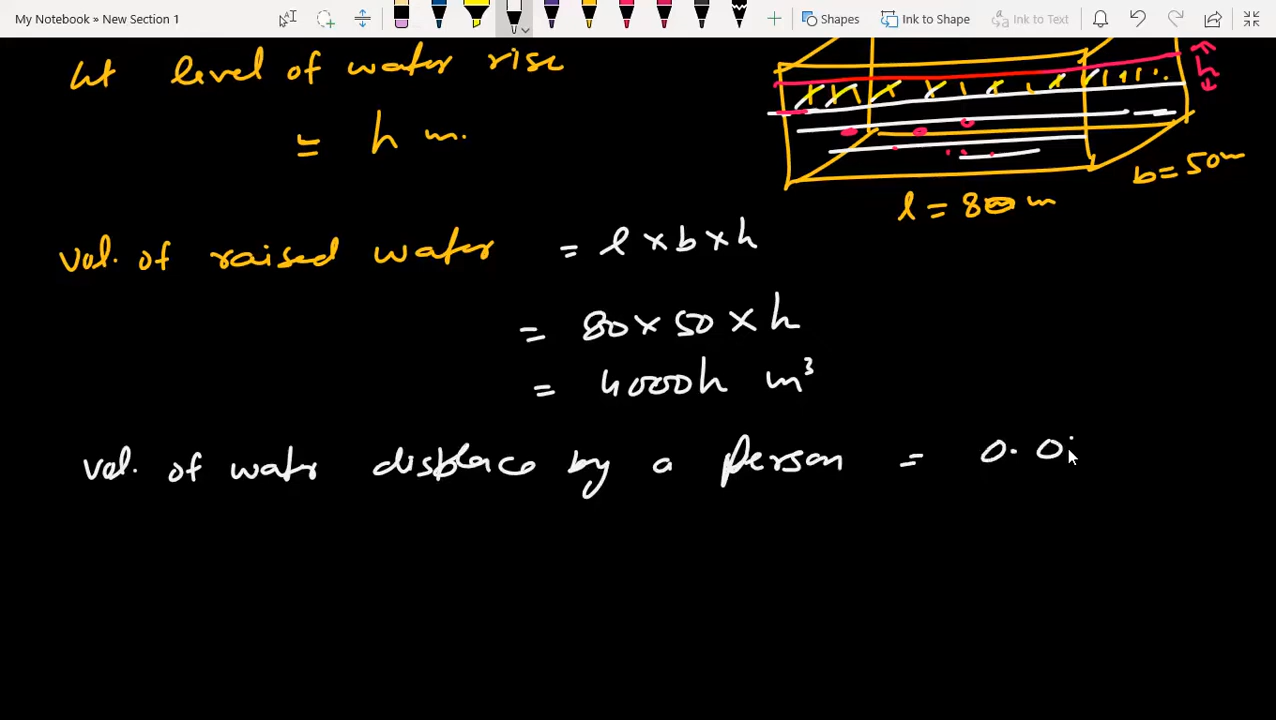 My Notebook » New Section 1
Shapes
Ink to Shape
Ink to Text
Let level of water rise
= h m.
h
b = 50m
l = 80 m
Vol. of raised water = l × b × h
= 80 × 50 × h
= 4000h m³
Vol. of watr displace by a person = 0.0